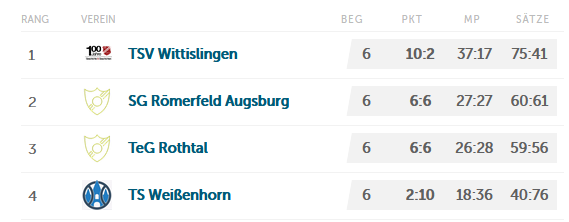 RANG VEREIN BEG PKT MP SÄTZE
1 100 TSV Wittislingen 6 10:2 37:17 75:41
2 SG Römerfeld Augsburg 6 6:6 27:27 60:61
3 TeG Rothtal 6 6:6 26:28 59:56
4 TS Weißenhorn 6 2:10 18:36 40:76